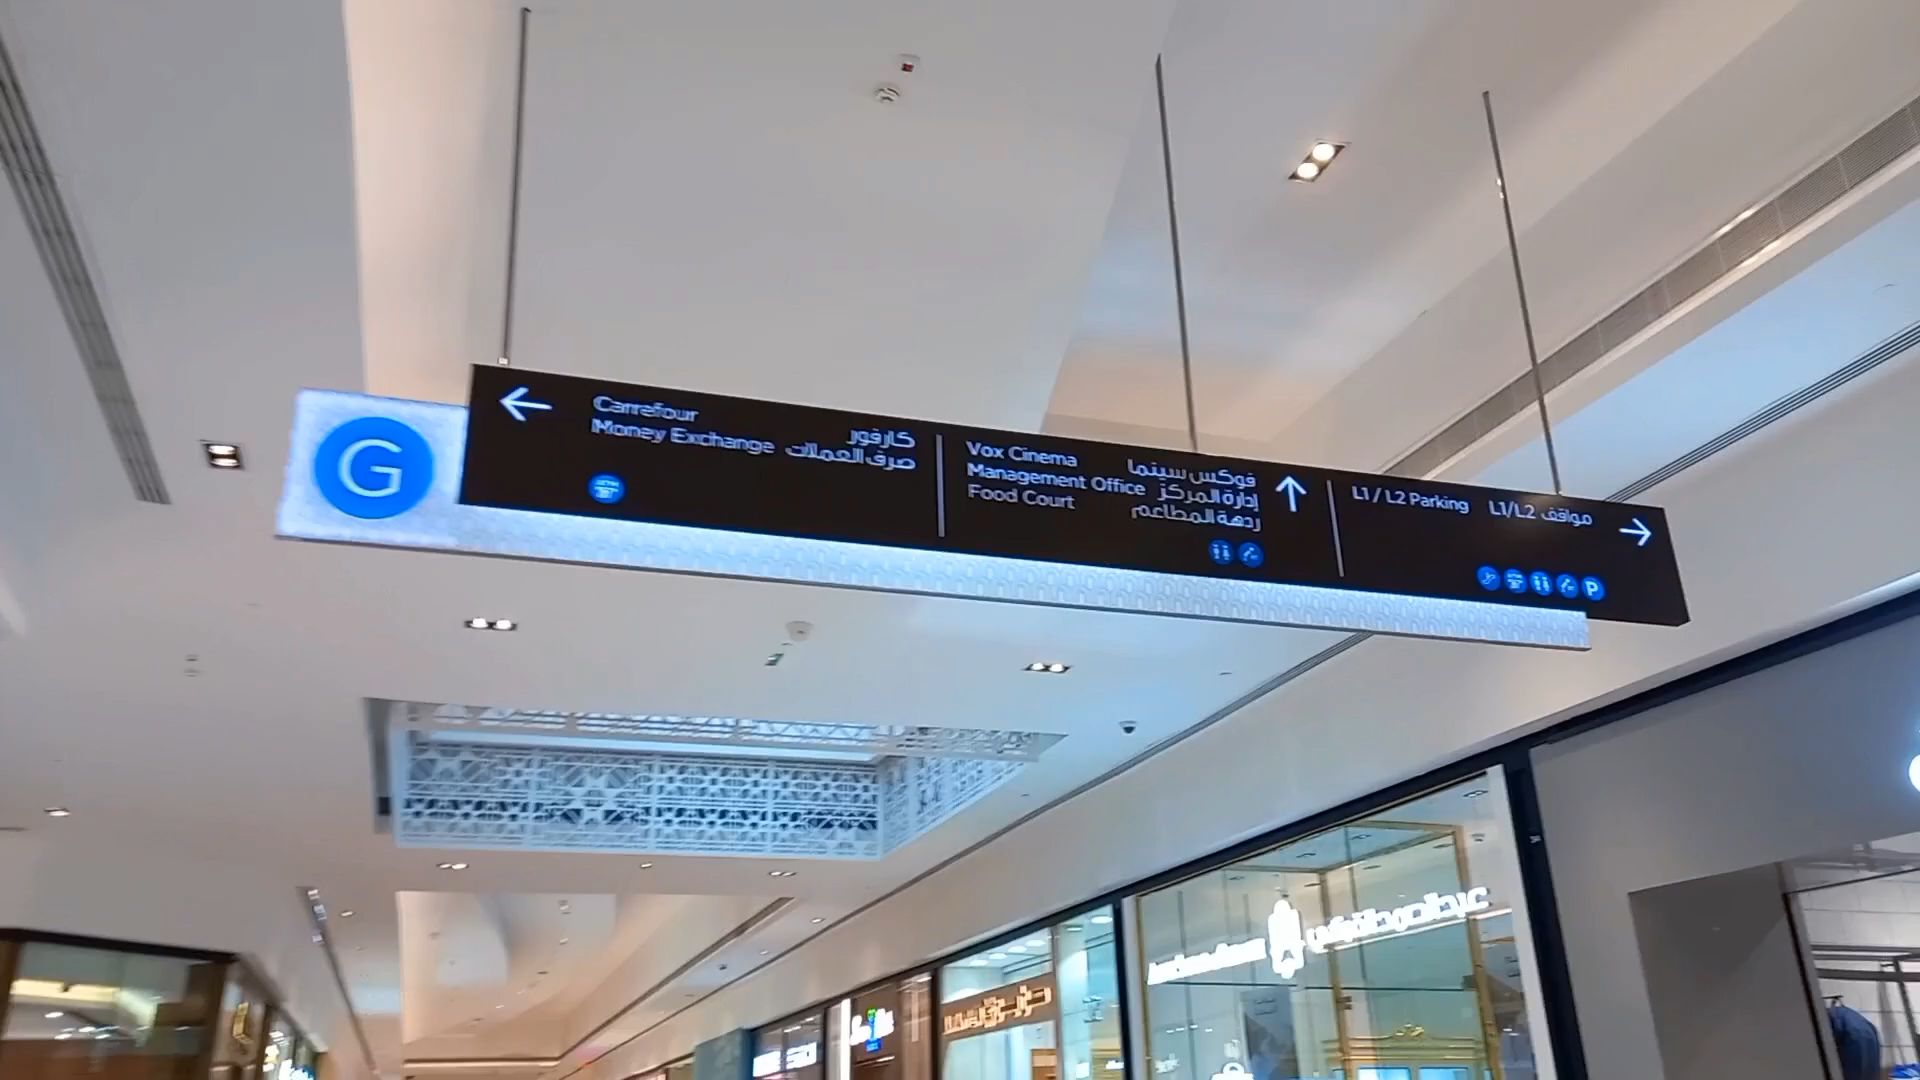 G
Carrefour
Money Exchange
كارفور
صرف العملات
Vox Cinema
Management Office
Food Court
فوكس سينما
إدارة المركز
ردهة المطاعم
L1 / L2 Parking
مواقف L1/L2
P